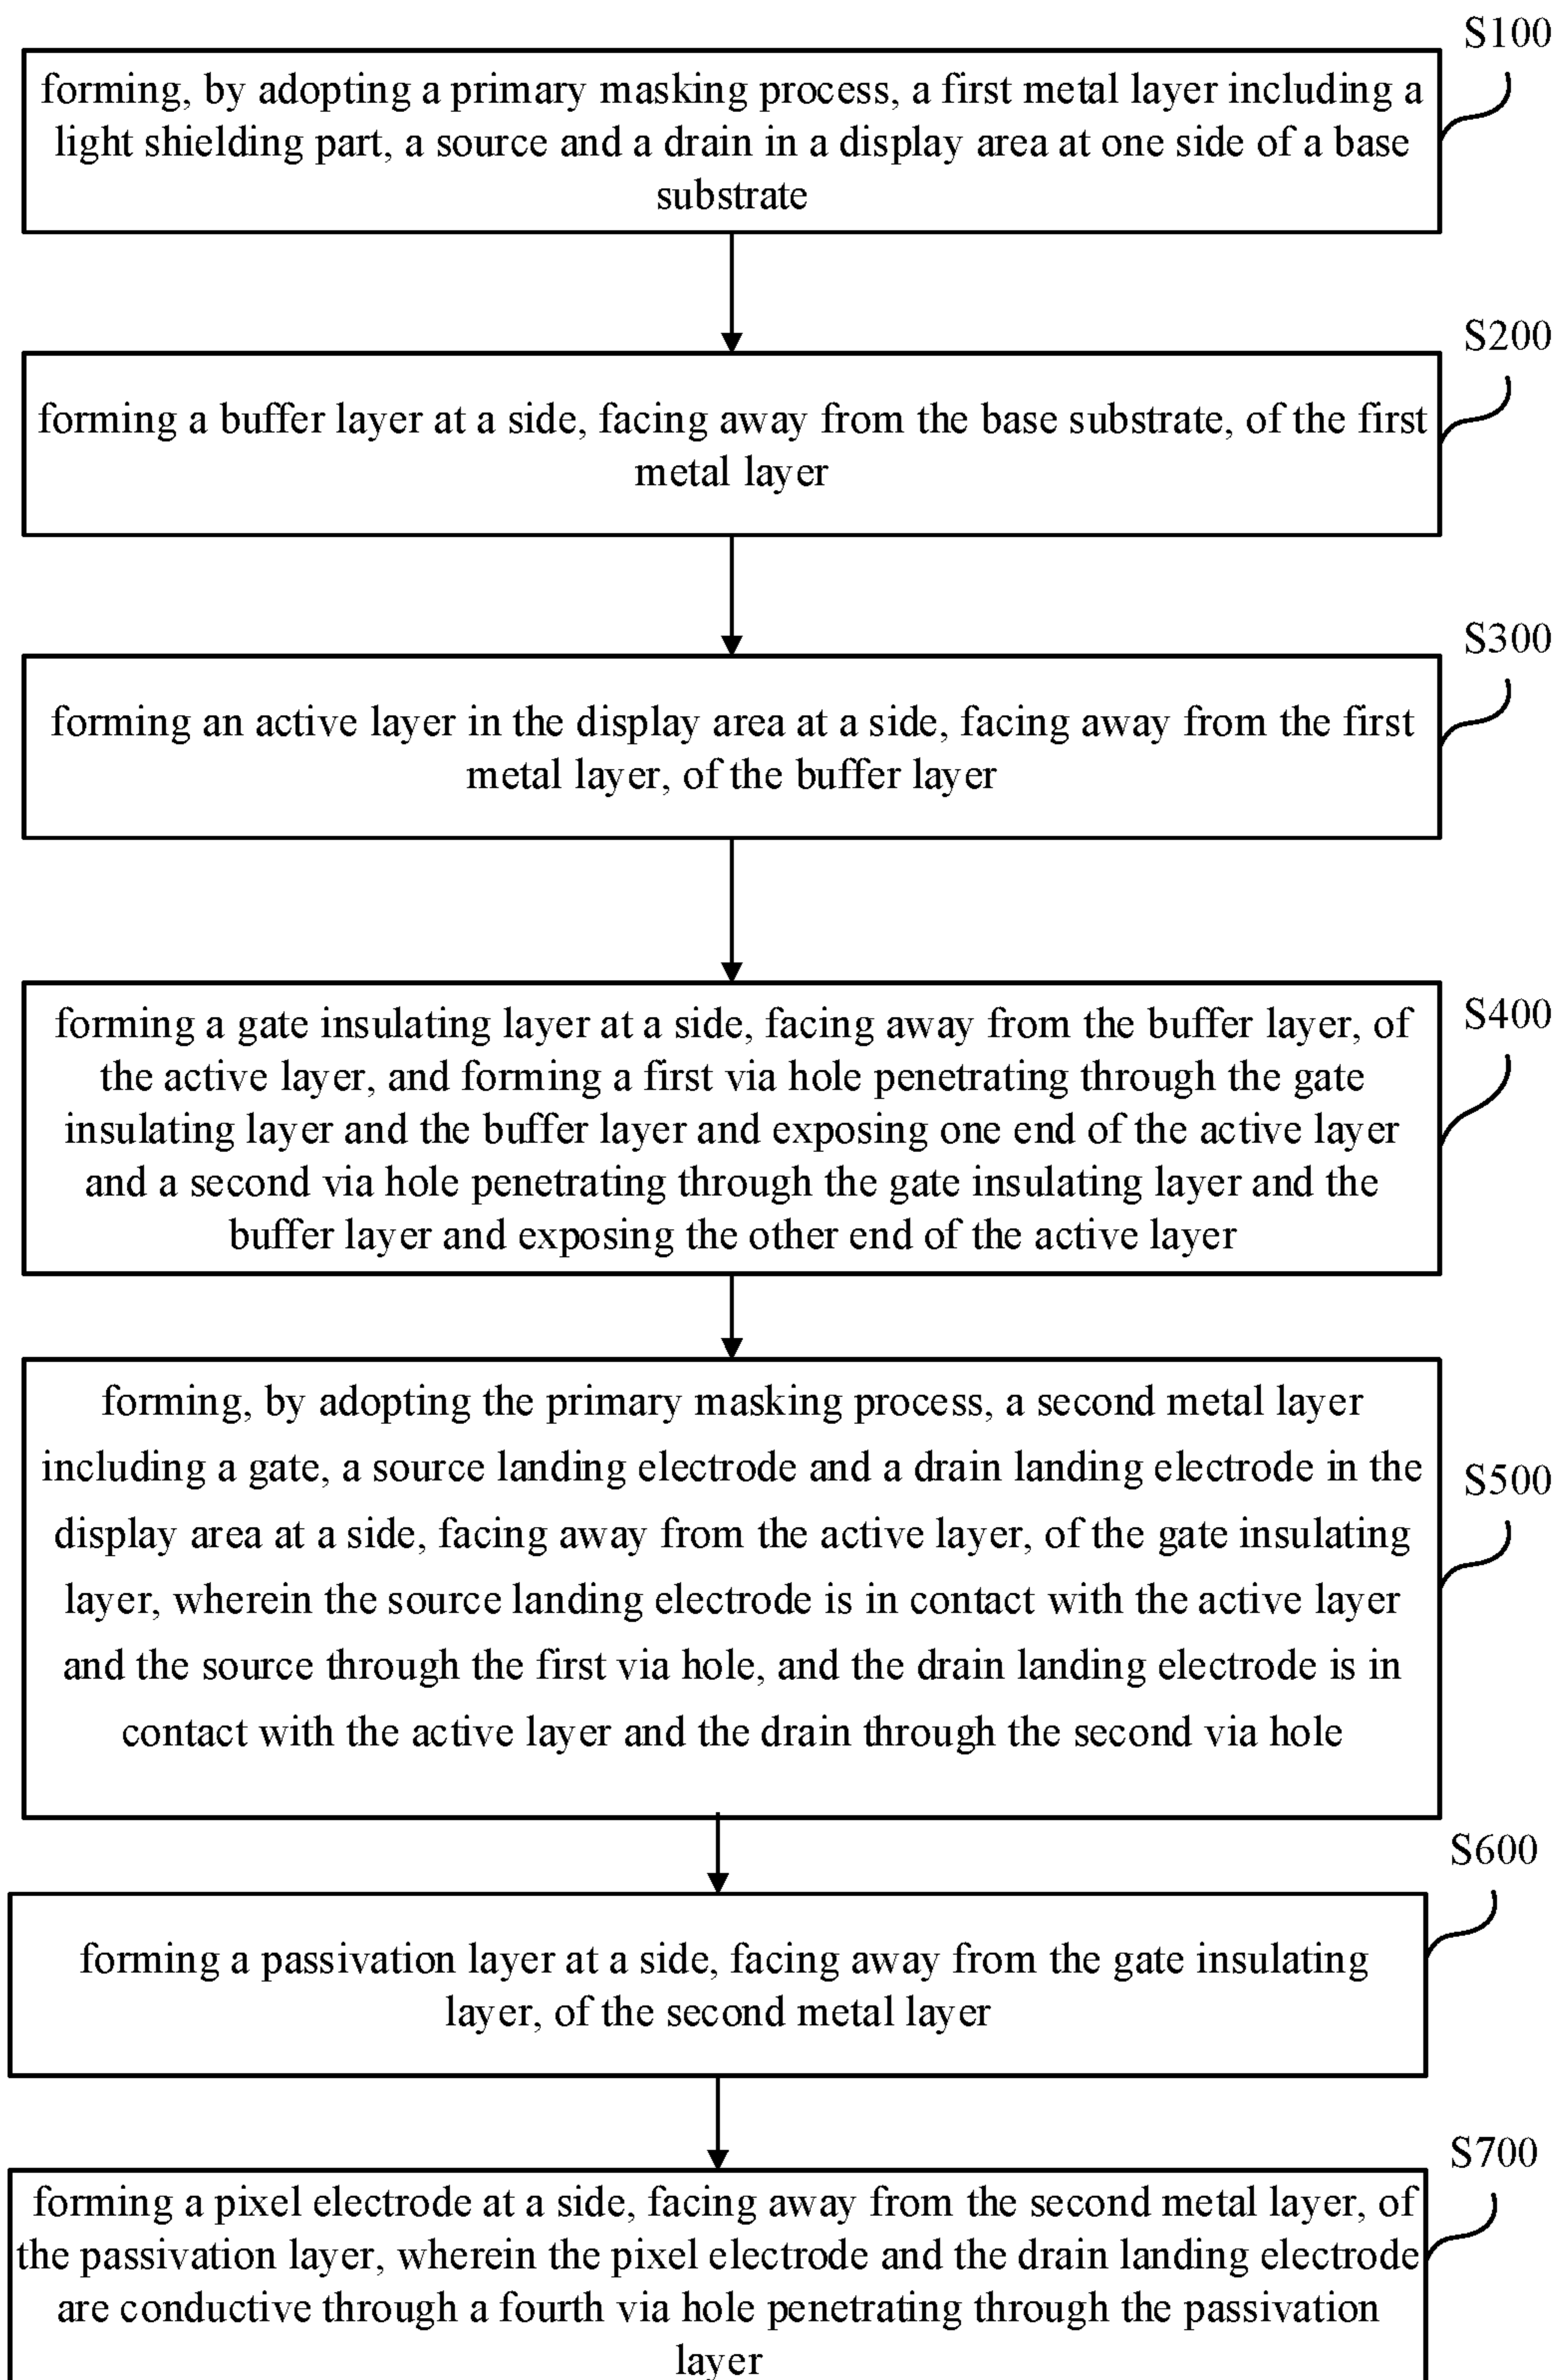 S100
forming, by adopting a primary masking process, a first metal layer including a
light shielding part, a source and a drain in a display area at one side of a base
substrate
S200
forming a buffer layer at a side, facing away from the base substrate, of the first
metal layer
S300
forming an active layer in the display area at a side, facing away from the first
metal layer, of the buffer layer
S400
forming a gate insulating layer at a side, facing away from the buffer layer, of
the active layer, and forming a first via hole penetrating through the gate
insulating layer and the buffer layer and exposing one end of the active layer
and a second via hole penetrating through the gate insulating layer and the
buffer layer and exposing the other end of the active layer
S500
forming, by adopting the primary masking process, a second metal layer
including a gate, a source landing electrode and a drain landing electrode in the
display area at a side, facing away from the active layer, of the gate insulating
layer, wherein the source landing electrode is in contact with the active layer
and the source through the first via hole, and the drain landing electrode is in
contact with the active layer and the drain through the second via hole
S600
forming a passivation layer at a side, facing away from the gate insulating
layer, of the second metal layer
S700
forming a pixel electrode at a side, facing away from the second metal layer, of
the passivation layer, wherein the pixel electrode and the drain landing electrode
are conductive through a fourth via hole penetrating through the passivation
layer